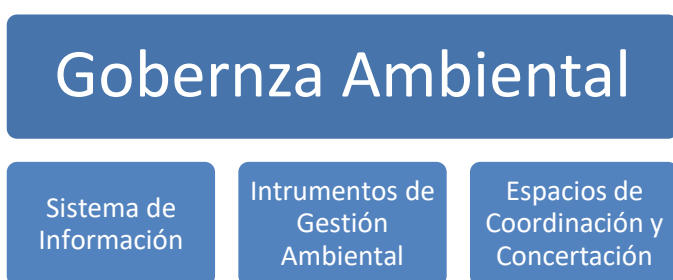 Gobernza Ambiental
Sistema de
Información
Intrumentos de
Gestión
Ambiental
Espacios de
Coordinación y
Concertación